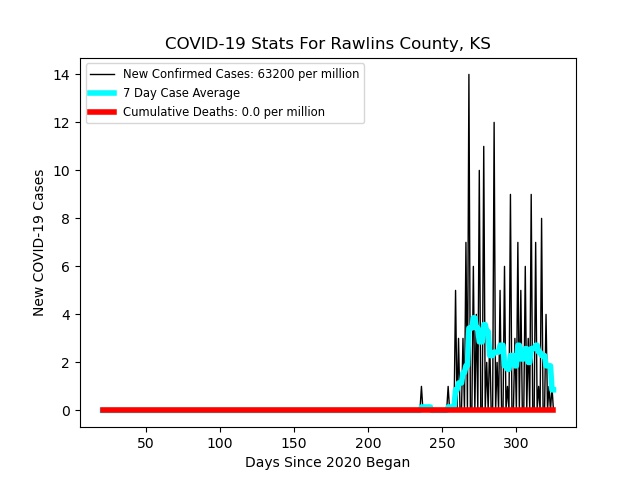 COVID-19 Stats For Rawlins County, KS
New Confirmed Cases: 63200 per million
7 Day Case Average
Cumulative Deaths: 0.0 per million
New COVID-19 Cases
14
12
10
8
6
4
2
0
50
100
150
200
250
300
Days Since 2020 Began